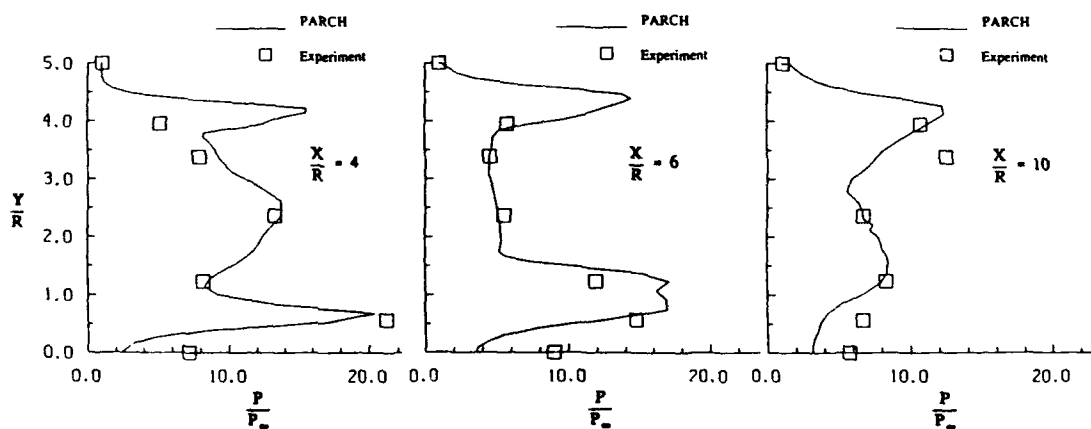 PARCH
Experiment
PARCH
Experiment
PARCH
Experiment
5.0
4.0
3.0
2.0
1.0
0.0
Y
R
X
R = 4
X
R = 6
X
R = 10
0.0 10.0 20.0
0.0 10.0 20.0
0.0 10.0 20.0
P
P∞
P
P∞
P
P∞